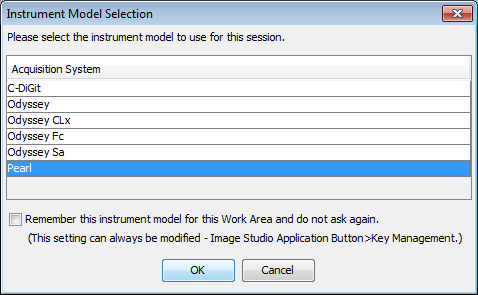 Instrument Model Selection
Please select the instrument model to use for this session.
Acquisition System
C-DiGit
Odyssey
Odyssey CLx
Odyssey Fc
Odyssey Sa
Pearl
Remember this instrument model for this Work Area and do not ask again.
(This setting can always be modified - Image Studio Application Button>Key Management.)
OK
Cancel